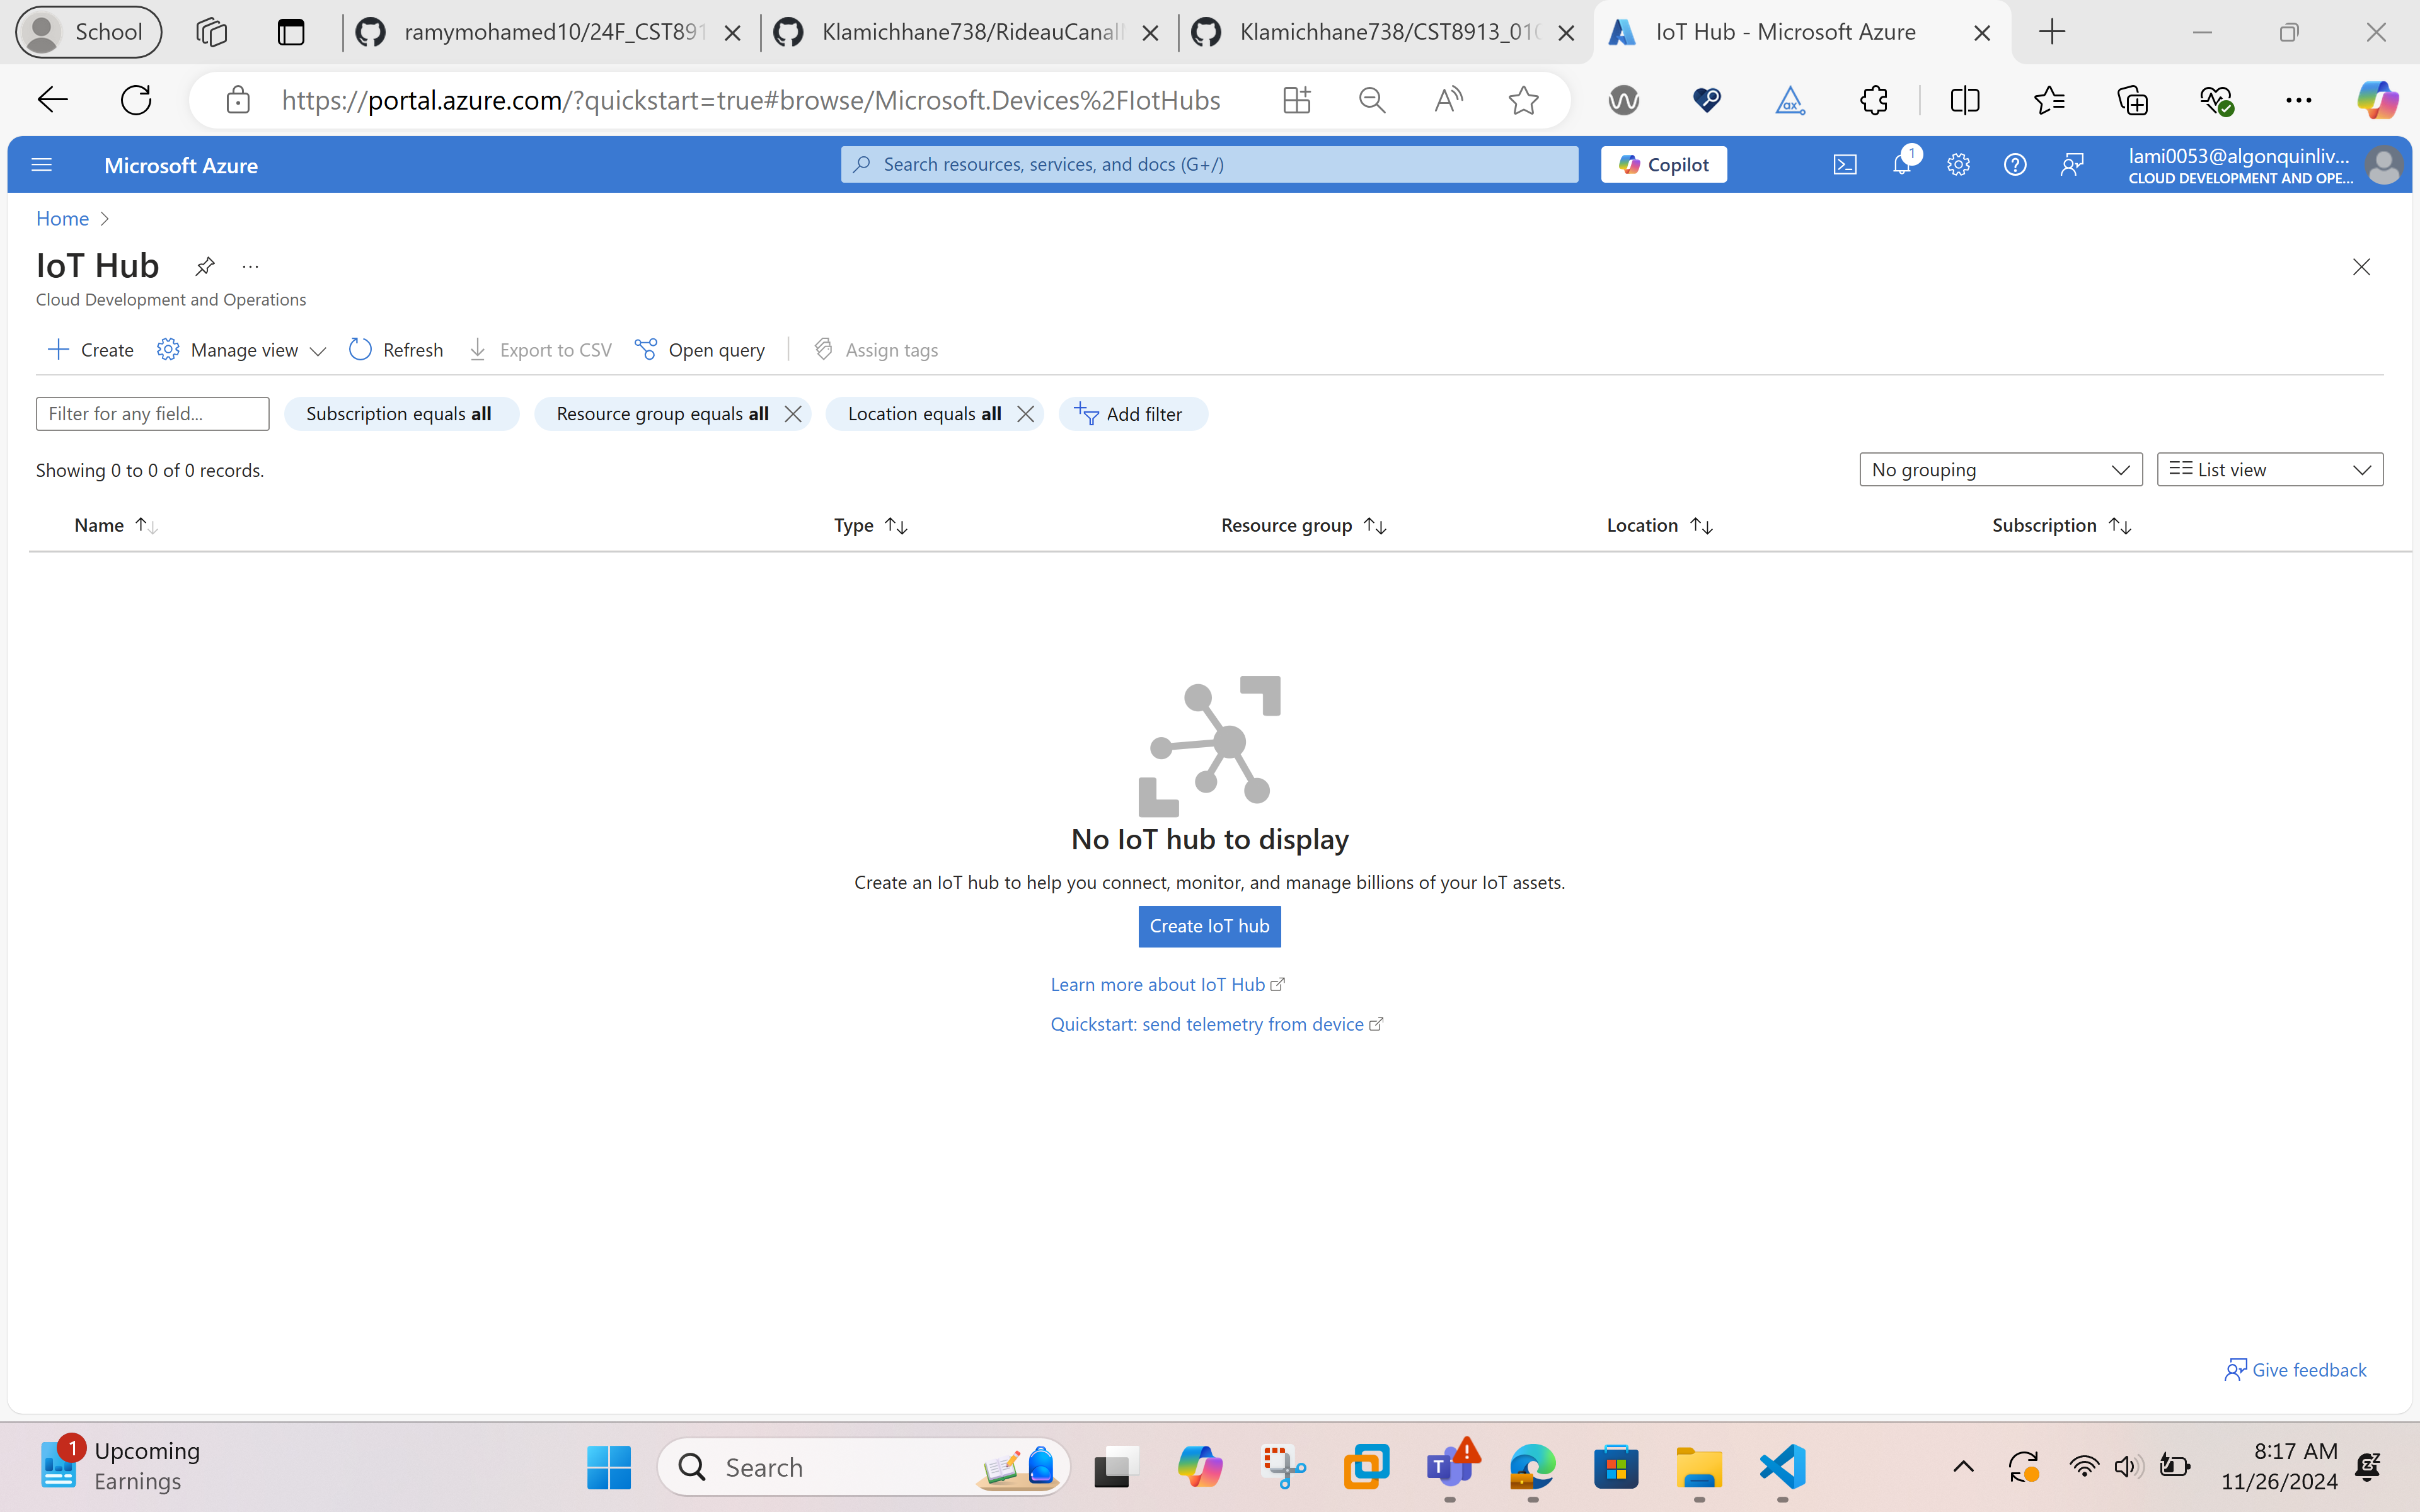 School
ramymohamed10/24F_CST891
Klamichhane738/RideauCanal
Klamichhane738/CST8913_010
IoT Hub - Microsoft Azure
https://portal.azure.com/?quickstart=true#browse/Microsoft.Devices%2FIotHubs
Microsoft Azure
Search resources, services, and docs (G+/)
Copilot
1
lami0053@algonquinliv...
CLOUD DEVELOPMENT AND OPE...
Home
IoT Hub
Cloud Development and Operations
Create
Manage view
Refresh
Export to CSV
Open query
Assign tags
Filter for any field...
Subscription equals all
Resource group equals all
Location equals all
Add filter
Showing 0 to 0 of 0 records.
No grouping
List view
Name
Type
Resource group
Location
Subscription
No IoT hub to display
Create an IoT hub to help you connect, monitor, and manage billions of your IoT assets.
Create IoT hub
Learn more about IoT Hub
Quickstart: send telemetry from device
Give feedback
1
Upcoming
Earnings
Search
8:17 AM
11/26/2024